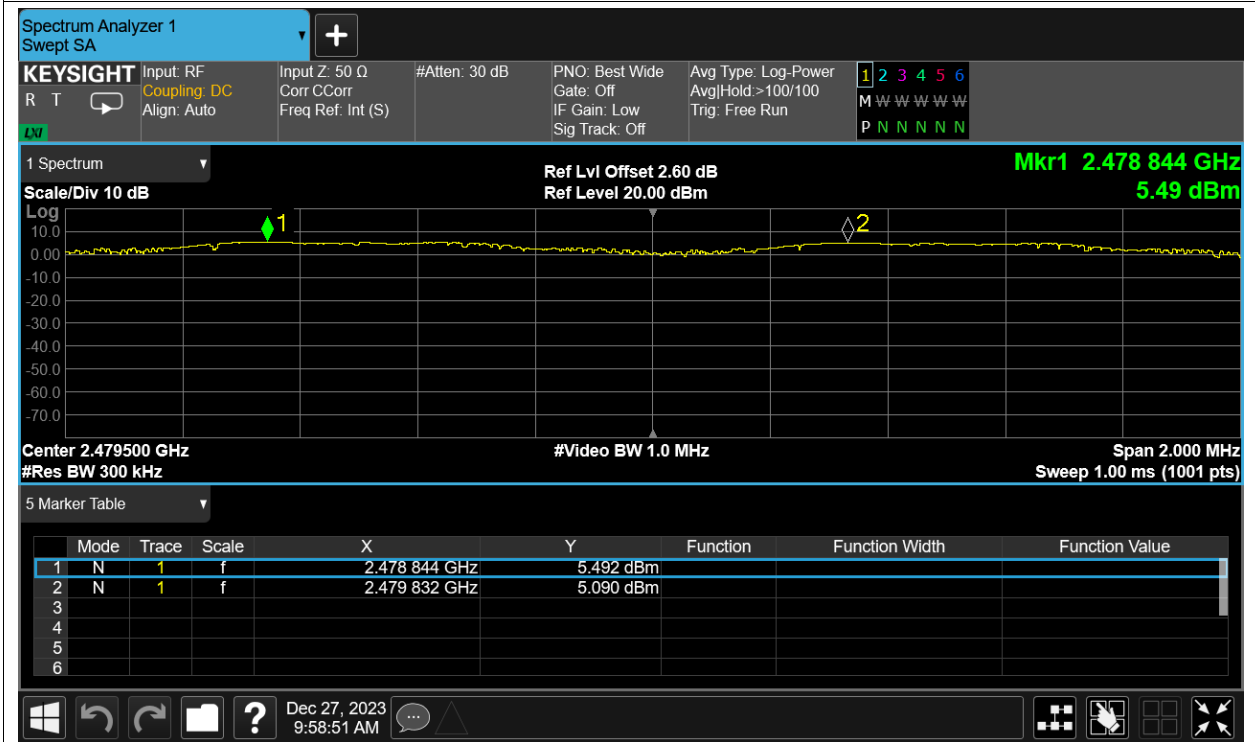 Spectrum Analyzer 1
Swept SA
+
KEYSIGHT Input: RF Input Z: 50 Ω #Atten: 30 dB PNO: Best Wide Avg Type: Log-Power 1 2 3 4 5 6
R T Coupling: DC Corr CCorr Gate: Off Avg|Hold:>100/100 M W W W W W
Align: Auto Freq Ref: Int (S) IF Gain: Low Trig: Free Run
LXI Sig Track: Off P N N N N N
1 Spectrum Ref Lvl Offset 2.60 dB Mkr1 2.478 844 GHz
Scale/Div 10 dB Ref Level 20.00 dBm 5.49 dBm
Log
1 2
10.0
0.00
-10.0
-20.0
-30.0
-40.0
-50.0
-60.0
-70.0
Center 2.479500 GHz #Video BW 1.0 MHz Span 2.000 MHz
#Res BW 300 kHz Sweep 1.00 ms (1001 pts)
5 Marker Table
Mode Trace Scale X Y Function Function Width Function Value
1 N 1 f 2.478 844 GHz 5.492 dBm
2 N 1 f 2.479 832 GHz 5.090 dBm
3
4
5
6
? Dec 27, 2023
9:58:51 AM